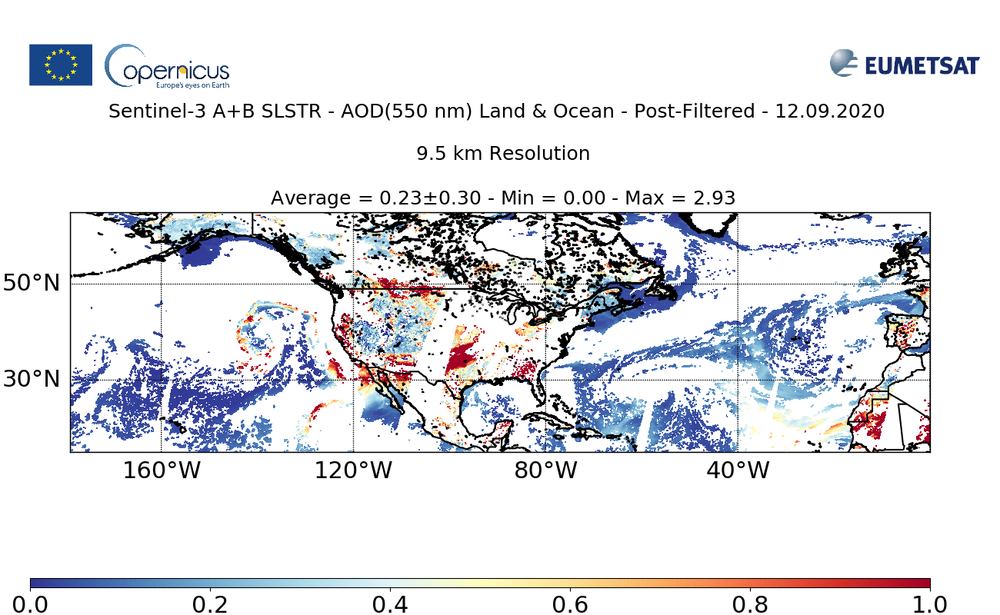 opernicus
Europe's eyes on Earth
EUMETSAT
Sentinel-3 A+B SLSTR - AOD(550 nm) Land & Ocean - Post-Filtered - 12.09.2020
9.5 km Resolution
Average = 0.23±0.30 - Min = 0.00 - Max = 2.93
50°N
30°N
160°W 120°W 80°W 40°W
0.0 0.2 0.4 0.6 0.8 1.0